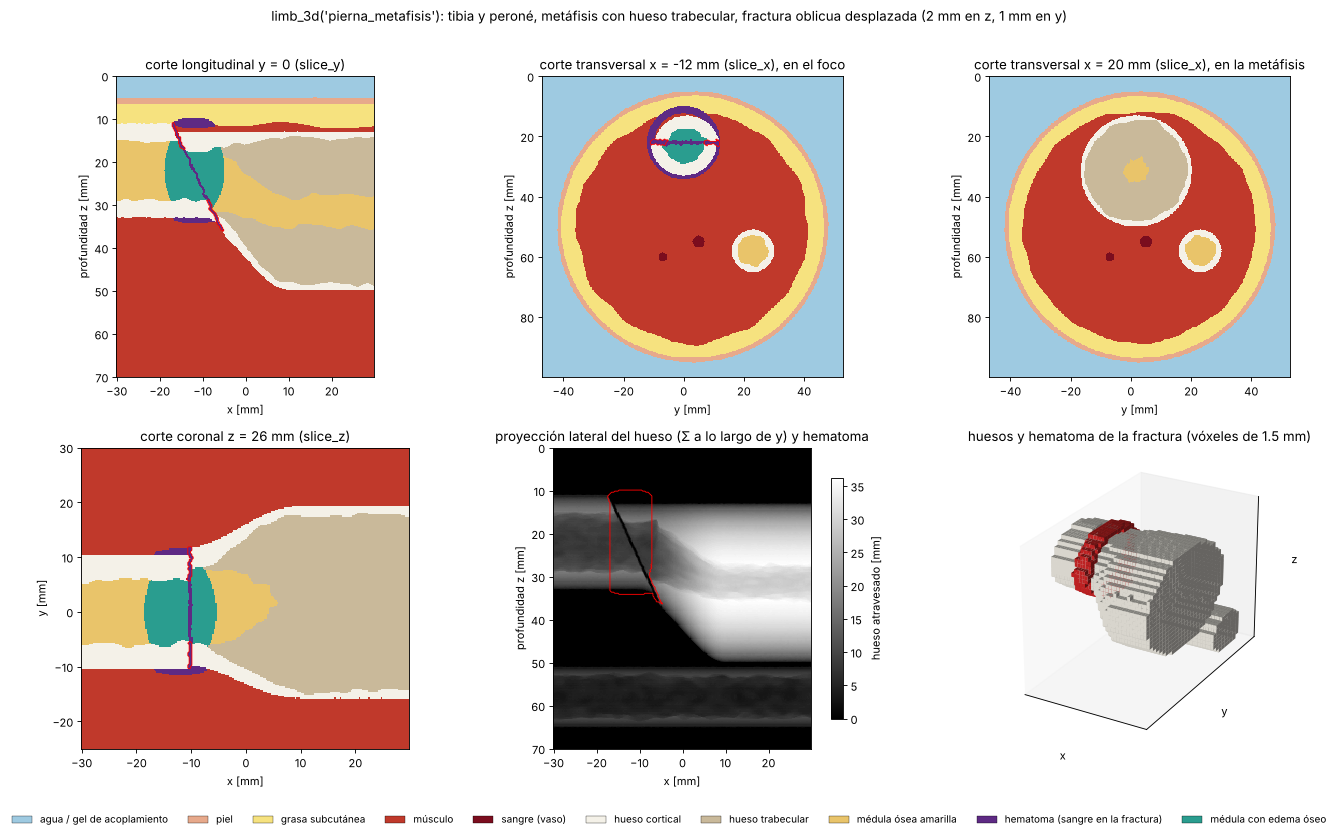 limb_3d('pierna_metafisis'): tibia y peroné, metáfisis con hueso trabecular, fractura oblicua desplazada (2 mm en z, 1 mm en y)
corte longitudinal y = 0 (slice_y)
0
10
20
30
40
50
60
70
profundidad z [mm]
−30 −20 −10 0 10 20
x [mm]
corte transversal x = -12 mm (slice_x), en el foco
0
20
40
60
80
profundidad z [mm]
−40 −20 0 20 40
y [mm]
corte transversal x = 20 mm (slice_x), en la metáfisis
0
20
40
60
80
profundidad z [mm]
−40 −20 0 20 40
y [mm]
corte coronal z = 26 mm (slice_z)
30
20
10
0
−10
−20
y [mm]
−30 −20 −10 0 10 20
x [mm]
proyección lateral del hueso (Σ a lo largo de y) y hematoma
0
10
20
30
40
50
60
70
profundidad z [mm]
−30 −20 −10 0 10 20
x [mm]
35
30
25
20
15
10
5
0
hueso atravesado [mm]
huesos y hematoma de la fractura (vóxeles de 1.5 mm)
z
y
x
agua / gel de acoplamiento piel grasa subcutánea músculo sangre (vaso) hueso cortical hueso trabecular médula ósea amarilla hematoma (sangre en la fractura) médula con edema óseo